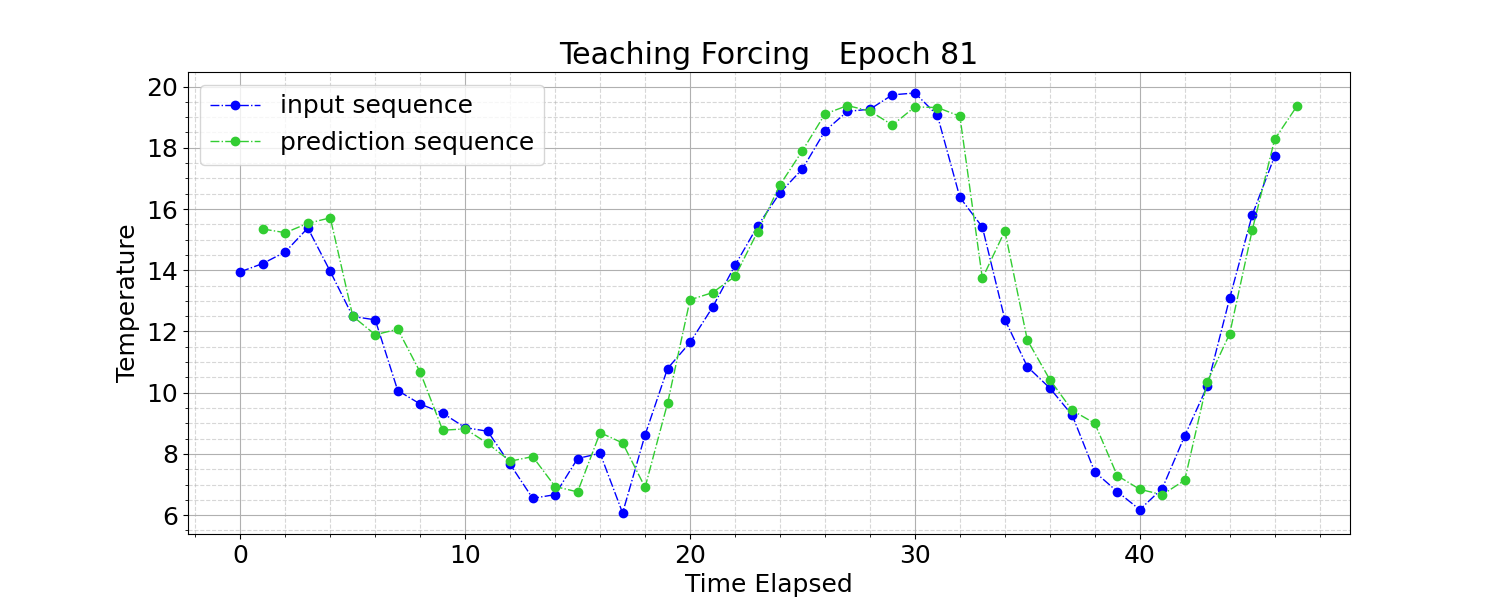 Teaching Forcing   Epoch 81
input sequence
prediction sequence
Temperature
20
18
16
14
12
10
8
6
0 10 20 30 40
Time Elapsed